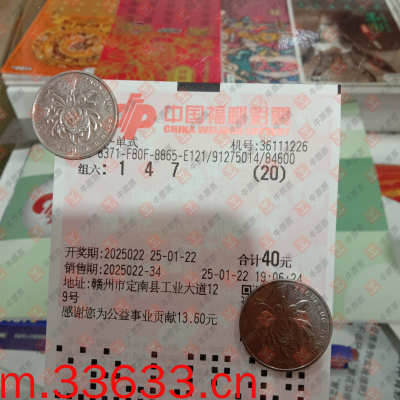 中国福利彩票
CHINA WEL
单式
机号:36111226
6371-F80F-8865-E121/91275014/84600
组六: 1 4 7 (20)
开奖期:2025022 25-01-22 合计40元
销售期:2025022-34 25-01-22 19:06:24
地址:赣州市定南县工业大道12
9号
感谢您为公益事业贡献13.60元
m.33633.cn